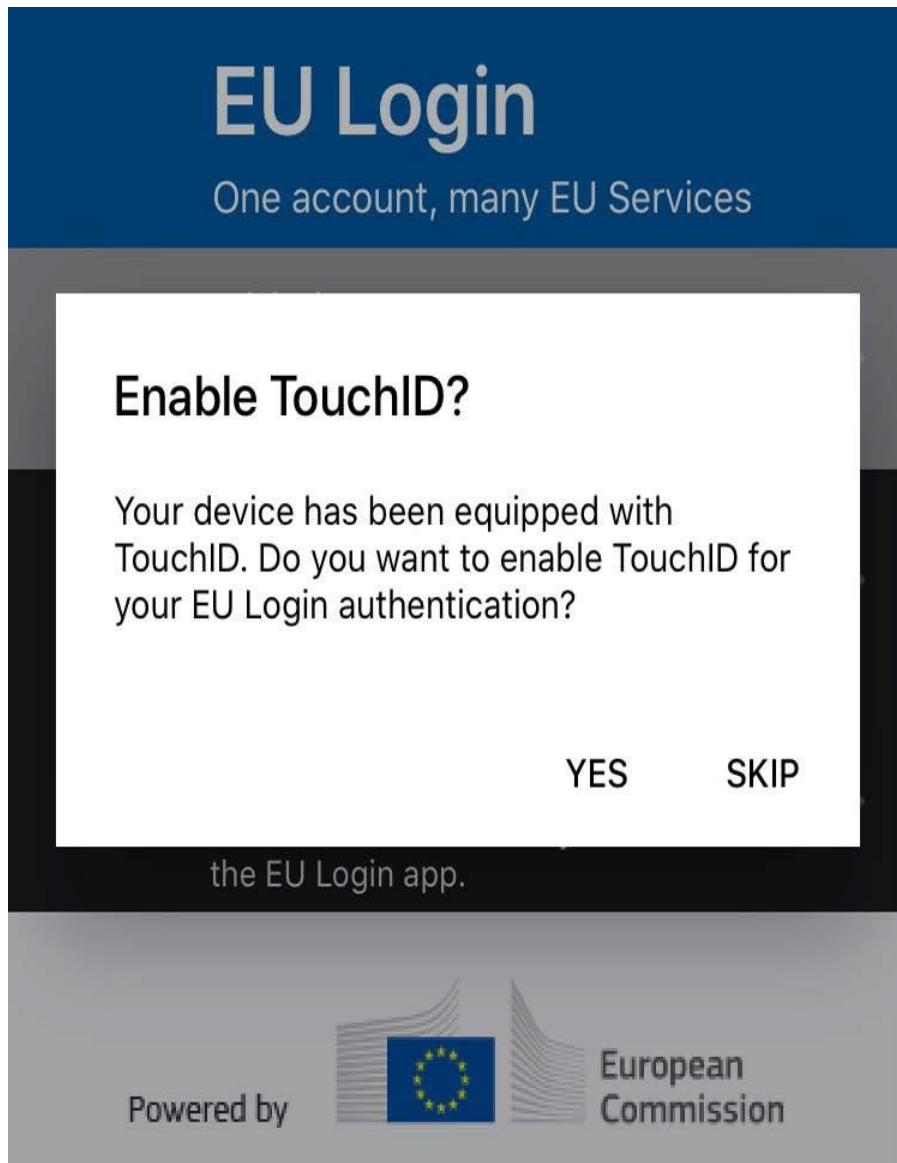 EU Login
One account, many EU Services
Enable TouchID?
Your device has been equipped with
TouchID. Do you want to enable TouchID for
your EU Login authentication?
YES SKIP
the EU Login app.
Powered by
European
Commission